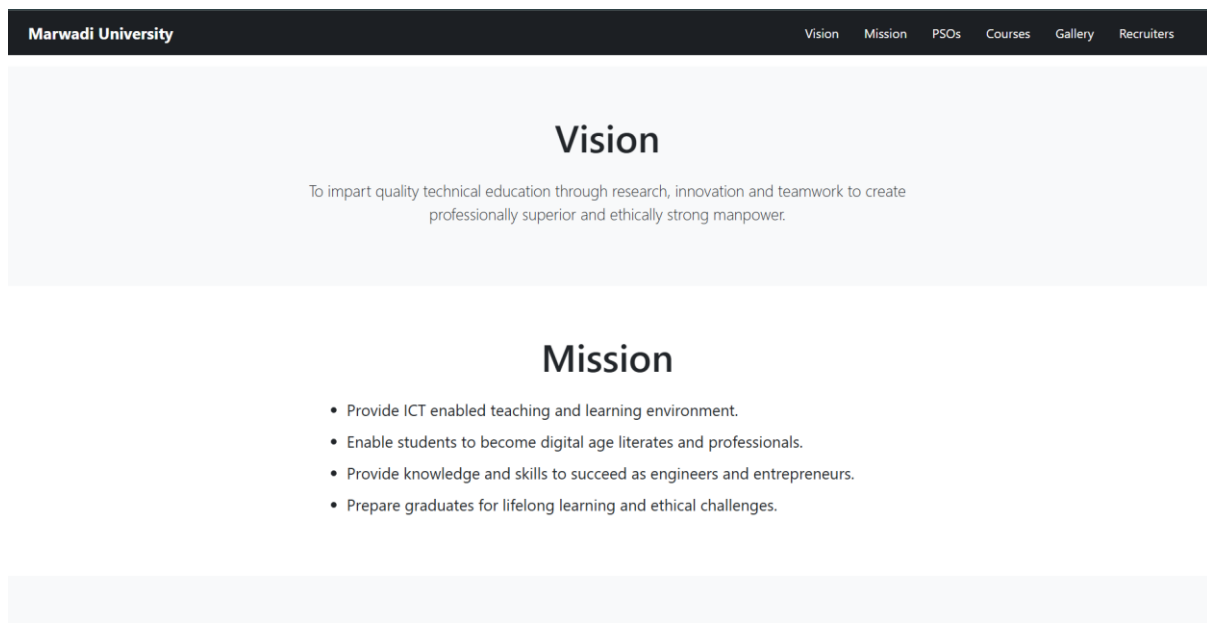 Marwadi University
Vision Mission PSOs Courses Gallery Recruiters
Vision
To impart quality technical education through research, innovation and teamwork to create
professionally superior and ethically strong manpower.
Mission
• Provide ICT enabled teaching and learning environment.
• Enable students to become digital age literates and professionals.
• Provide knowledge and skills to succeed as engineers and entrepreneurs.
• Prepare graduates for lifelong learning and ethical challenges.